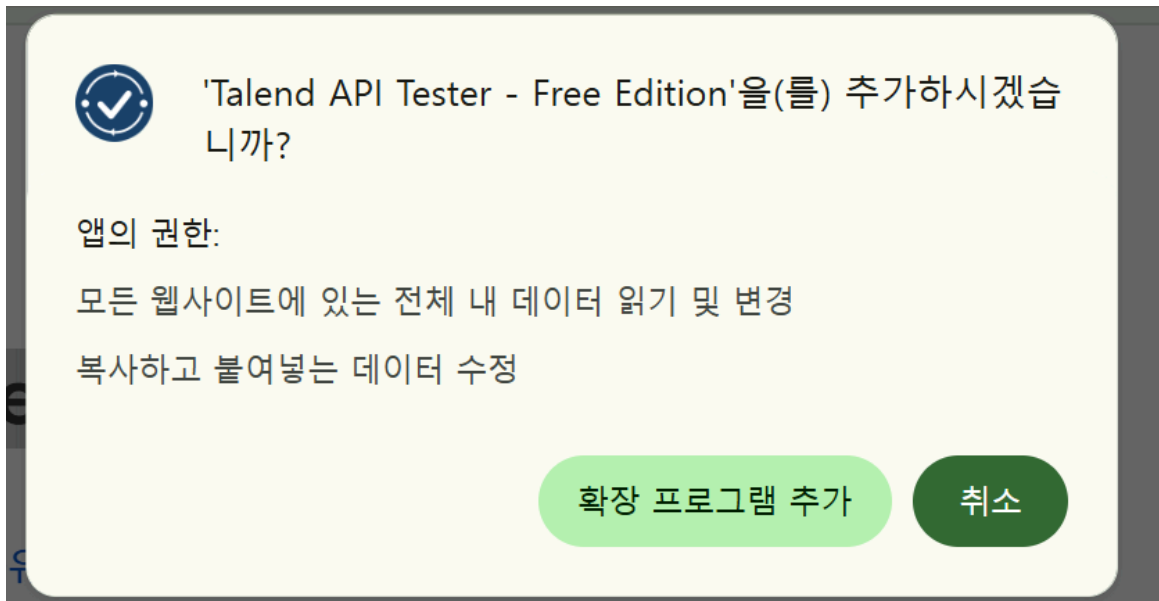 'Talend API Tester - Free Edition'을(를) 추가하시겠습
니까?
앱의 권한:
모든 웹사이트에 있는 전체 내 데이터 읽기 및 변경
복사하고 붙여넣는 데이터 수정
확장 프로그램 추가
취소